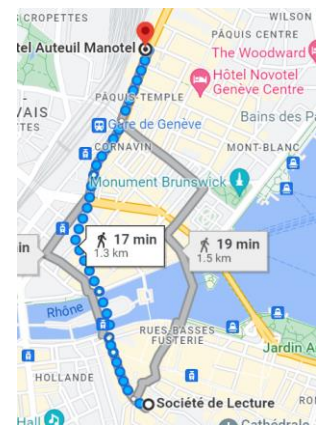 CROPETTES
WILSON
PÂQUIS CENTRE
tel Auteuil Manotel
The Woodward
Hôtel Novotel
Genève Centre
PÂQUIS-TEMPLE
VAIS
TTES
Gare de Genève
Bains des Pa
CORNAVIN
MONT-BLANC
Monument Brunswick
17 min
1.3 km
19 min
1.5 km
in
Rhône
RUES-BASSES
FUSTERIE
Jardin A
HOLLANDE
Société de Lecture
RO
Hall
Cathédrale